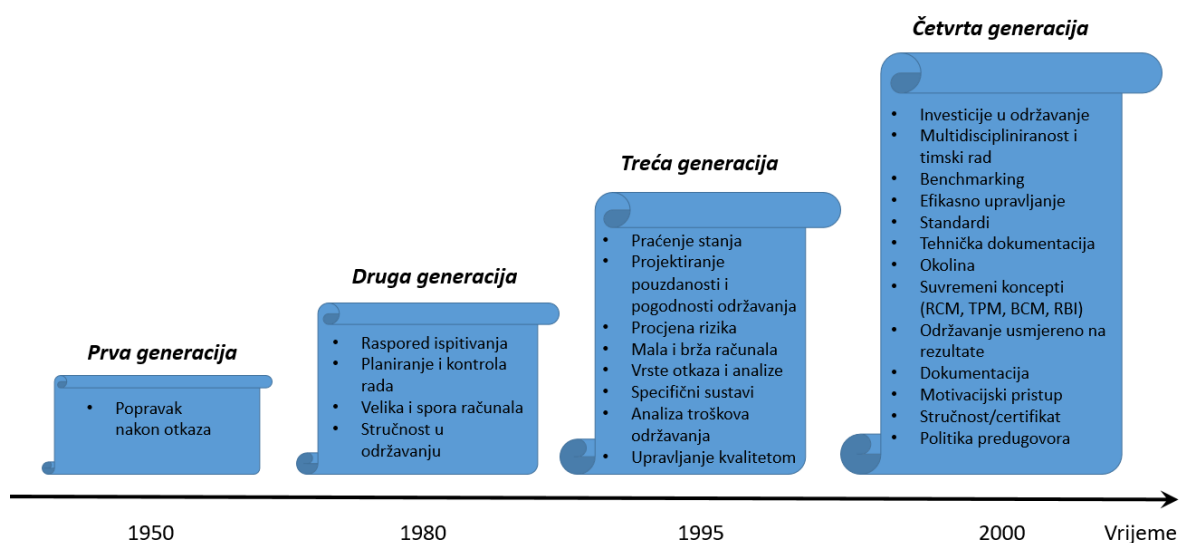 Prva generacija
• Popravak
nakon otkaza
Druga generacija
• Raspored ispitivanja
• Planiranje i kontrola
rada
• Velika i spora računala
• Stručnost u
održavanju
Treća generacija
• Praćenje stanja
• Projektiranje
pouzdanosti i
pogodnosti održavanja
• Procjena rizika
• Mala i brža računala
• Vrste otkaza i analize
• Specifični sustavi
• Analiza troškova
održavanja
• Upravljanje kvalitetom
Četvrta generacija
• Investicije u održavanje
• Multidiscipliniranost i
timski rad
• Benchmarking
• Efikasno upravljanje
• Standardi
• Tehnička dokumentacija
• Okolina
• Suvremeni koncepti
(RCM, TPM, BCM, RBI)
• Održavanje usmjereno na
rezultate
• Dokumentacija
• Motivacijski pristup
• Stručnost/certifikat
• Politika predugovora
1950
1980
1995
2000
Vrijeme